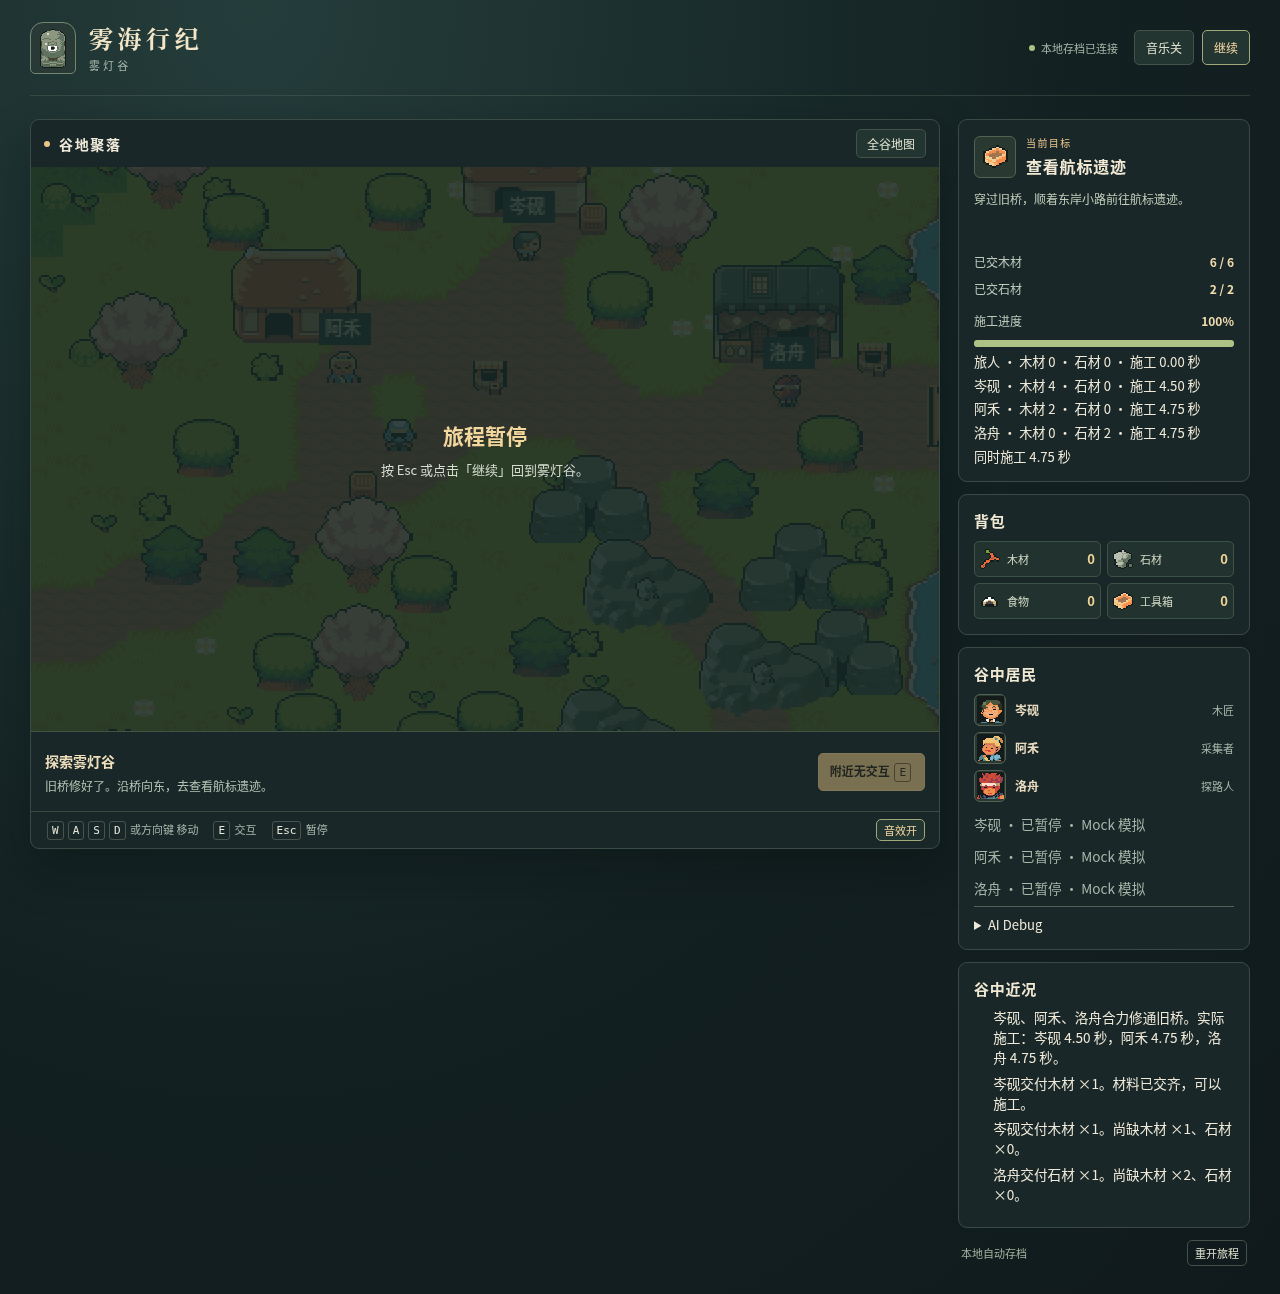 雾海行纪
雾灯谷
本地存档已连接
音乐关
继续
谷地聚落
全谷地图
岑砚
阿禾
洛舟
旅程暂停
按 Esc 或点击「继续」回到雾灯谷。
探索雾灯谷
旧桥修好了。沿桥向东，去查看航标遗迹。
附近无交互 E
W A S D 或方向键 移动 E 交互 Esc 暂停
音效开
当前目标
查看航标遗迹
穿过旧桥，顺着东岸小路前往航标遗迹。
已交木材 6 / 6
已交石材 2 / 2
施工进度 100%
旅人 · 木材 0 · 石材 0 · 施工 0.00 秒
岑砚 · 木材 4 · 石材 0 · 施工 4.50 秒
阿禾 · 木材 2 · 石材 0 · 施工 4.75 秒
洛舟 · 木材 0 · 石材 2 · 施工 4.75 秒
同时施工 4.75 秒
背包
木材 0 石材 0
食物 0 工具箱 0
谷中居民
岑砚 木匠
阿禾 采集者
洛舟 探路人
岑砚 · 已暂停 · Mock 模拟
阿禾 · 已暂停 · Mock 模拟
洛舟 · 已暂停 · Mock 模拟
AI Debug
谷中近况
岑砚、阿禾、洛舟合力修通旧桥。实际
施工：岑砚 4.50 秒，阿禾 4.75 秒，洛
舟 4.75 秒。
岑砚交付木材 ×1。材料已交齐，可以
施工。
岑砚交付木材 ×1。尚缺木材 ×1、石材
×0。
洛舟交付石材 ×1。尚缺木材 ×2、石材
×0。
本地自动存档
重开旅程